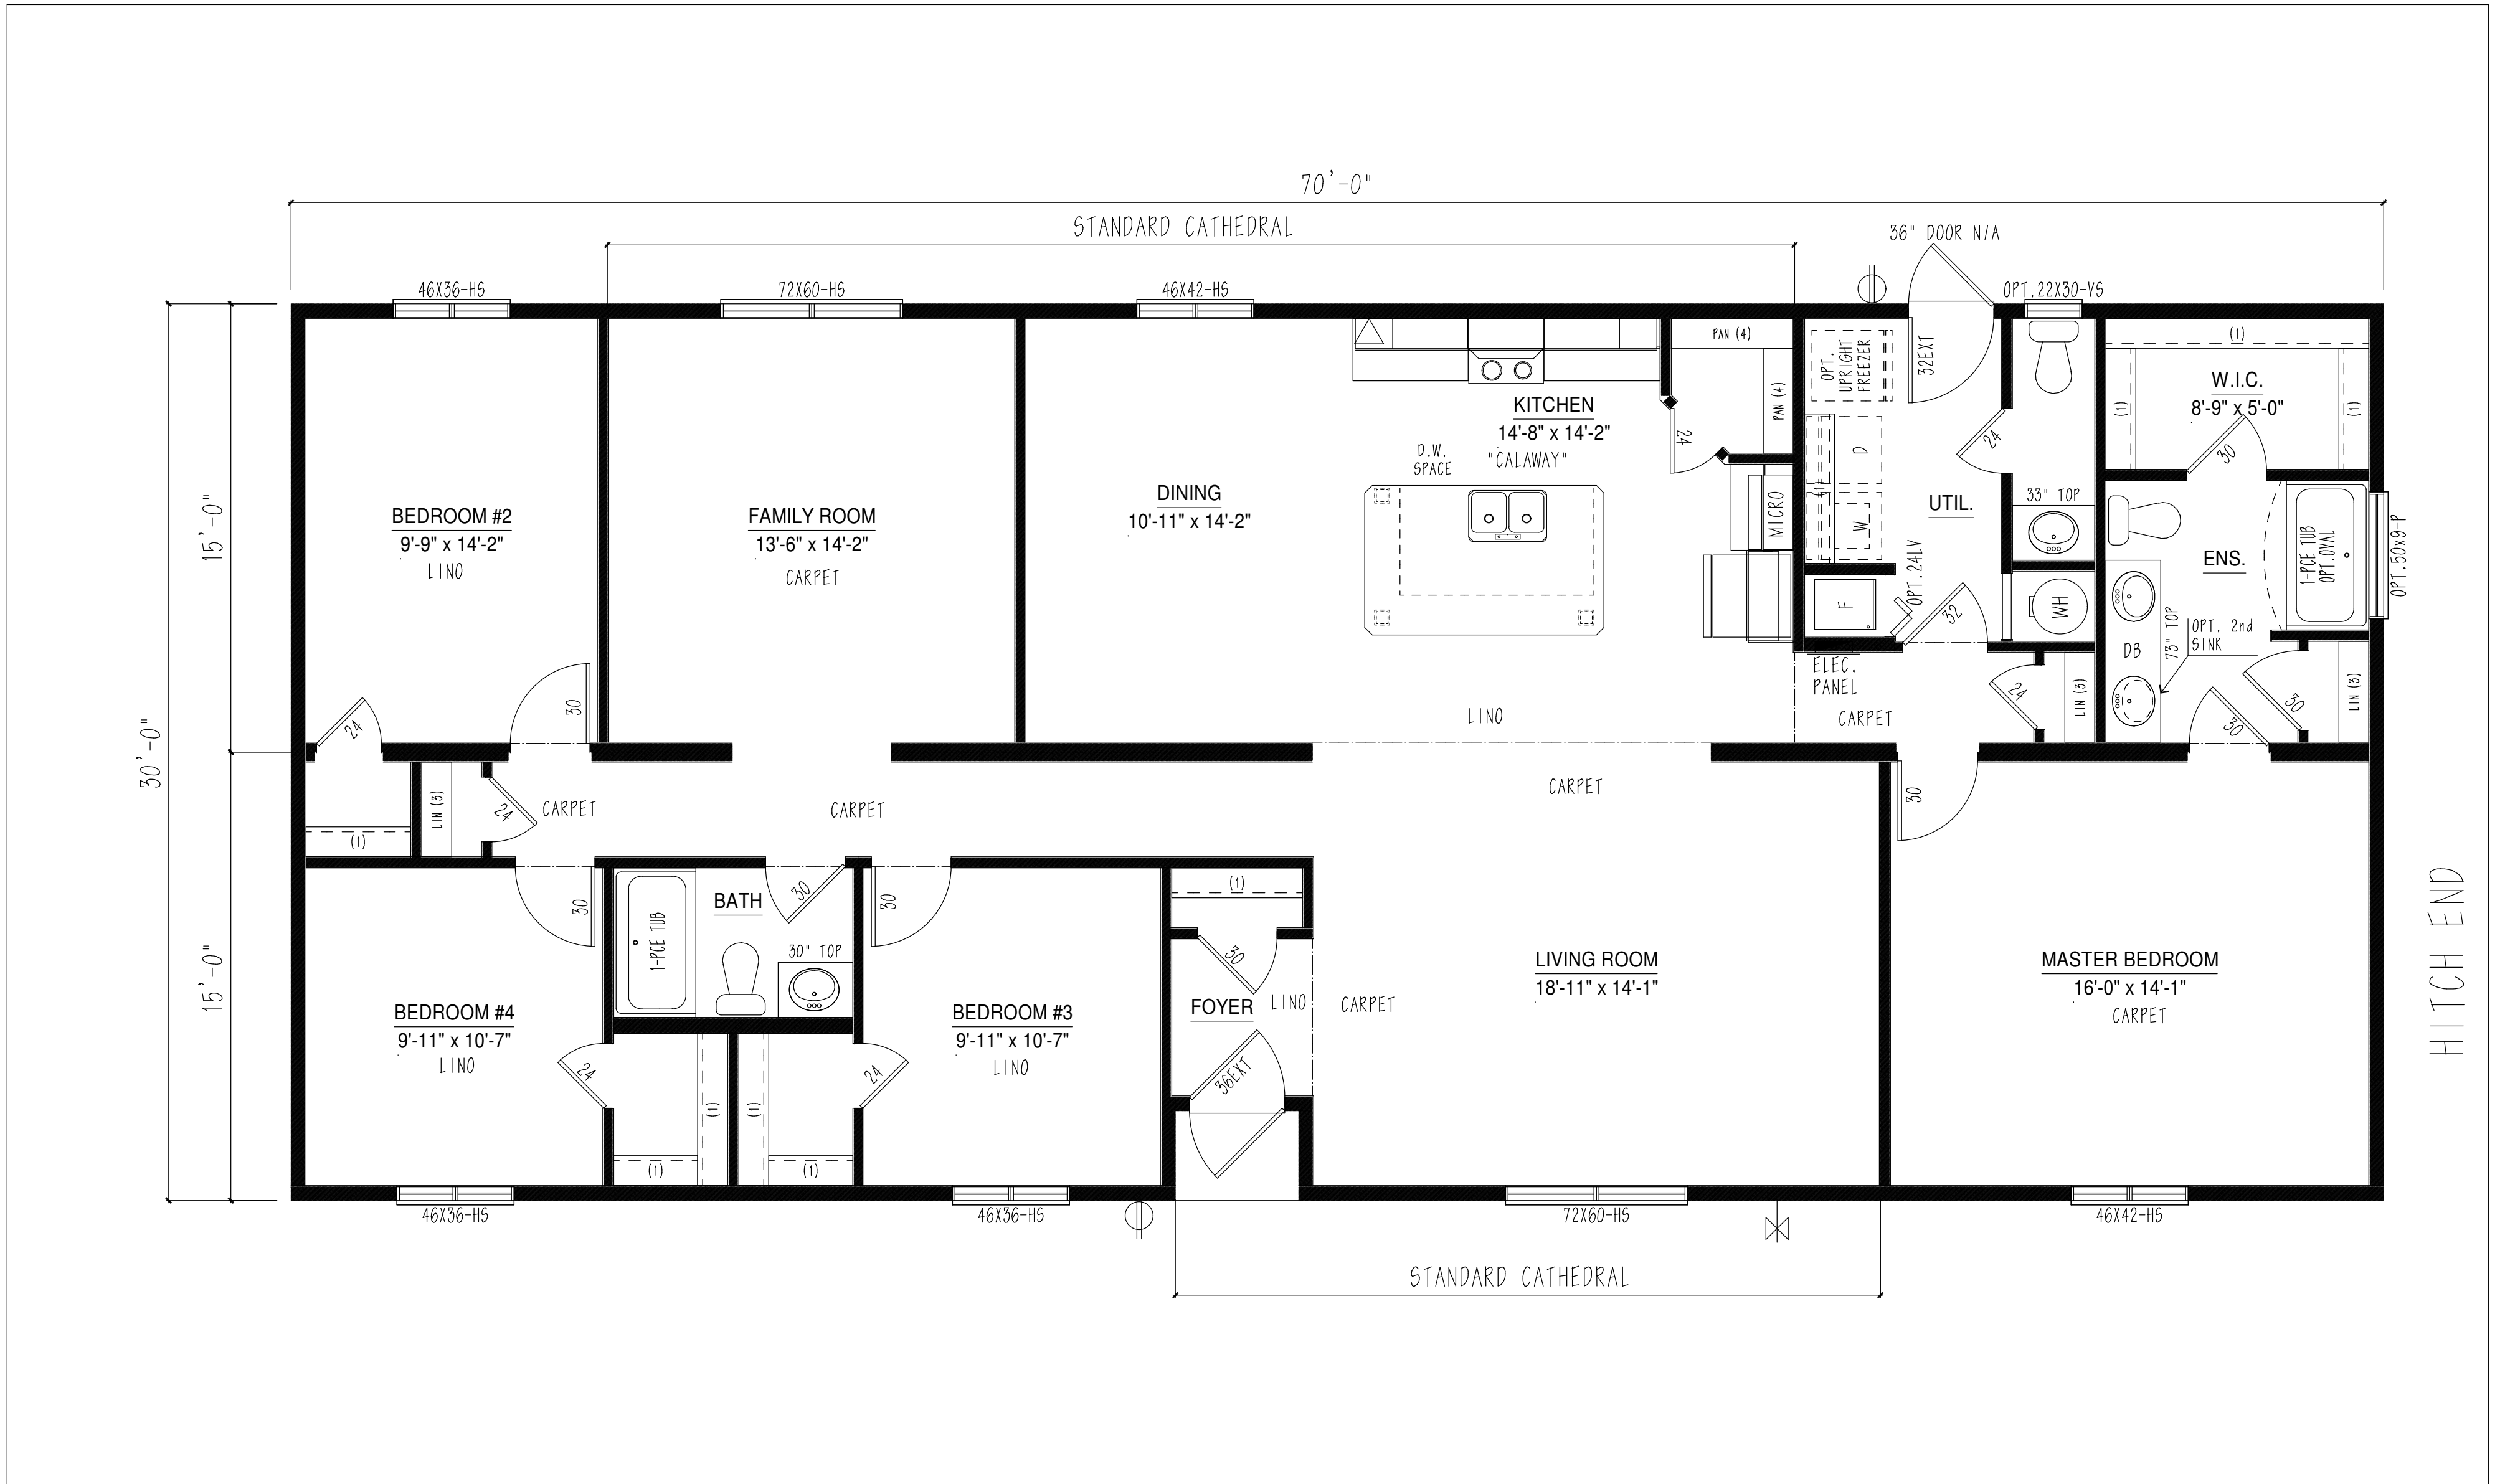 70'-0"
STANDARD CATHEDRAL
36" DOOR N/A
46X36-HS
72X60-HS
46X42-HS
OPT.22X30-VS
30'-0"
15'-0"
15'-0"
BEDROOM #2
9'-9" x 14'-2"
LINO
24
30
FAMILY ROOM
13'-6" x 14'-2"
CARPET
DINING
10'-11" x 14'-2"
KITCHEN
14'-8" x 14'-2"
"CALAWAY"
D.W.
SPACE
LINO
PAN (4)
PAN (4)
24
MICRO
OPT.
UPRIGHT
FREEZER
32EXT
D
W
(1)
UTIL.
F
OPT.24LV
32
ELEC.
PANEL
CARPET
24
33" TOP
WH
24
LIN (3)
(1)
W.I.C.
8'-9" x 5'-0"
(1)
(1)
30
ENS.
1-PCE TUB
OPT.OVAL
OPT.50x9-P
DB
73" TOP
OPT. 2nd
SINK
30
30
LIN (3)
(1)
LIN (3)
24
CARPET
CARPET
CARPET
30
BEDROOM #4
9'-11" x 10'-7"
LINO
30
24
BATH
1-PCE TUB
30
30" TOP
(1)
(1)
(1)
(1)
30
24
BEDROOM #3
9'-11" x 10'-7"
LINO
(1)
30
FOYER
LINO
36EXT
CARPET
LIVING ROOM
18'-11" x 14'-1"
MASTER BEDROOM
16'-0" x 14'-1"
CARPET
HITCH END
46X36-HS
46X36-HS
72X60-HS
46X42-HS
STANDARD CATHEDRAL